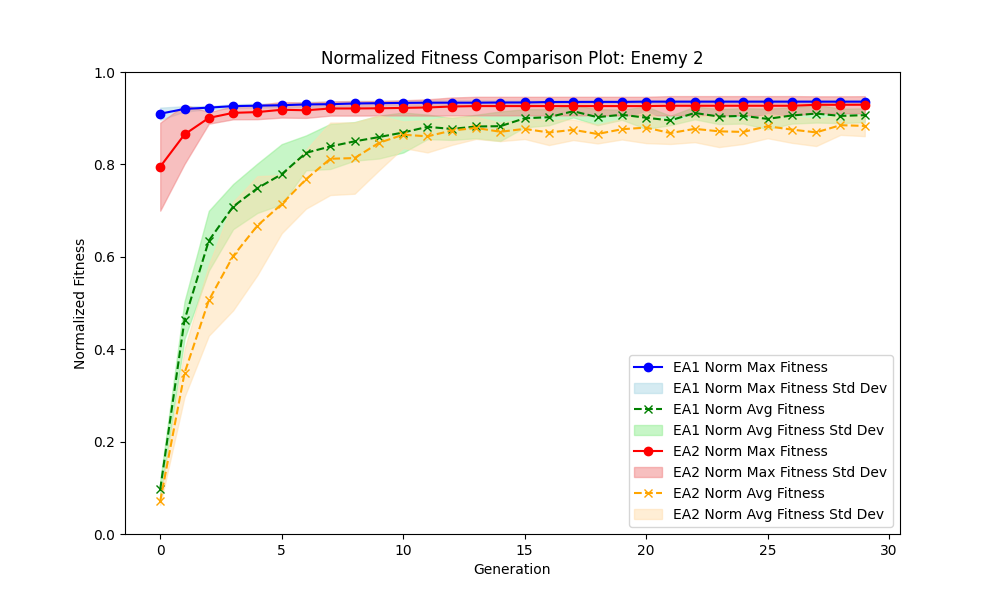 Normalized Fitness Comparison Plot: Enemy 2
Normalized Fitness
1.0
0.8
0.6
0.4
0.2
0.0
EA1 Norm Max Fitness
EA1 Norm Max Fitness Std Dev
EA1 Norm Avg Fitness
EA1 Norm Avg Fitness Std Dev
EA2 Norm Max Fitness
EA2 Norm Max Fitness Std Dev
EA2 Norm Avg Fitness
EA2 Norm Avg Fitness Std Dev
0 5 10 15 20 25 30
Generation